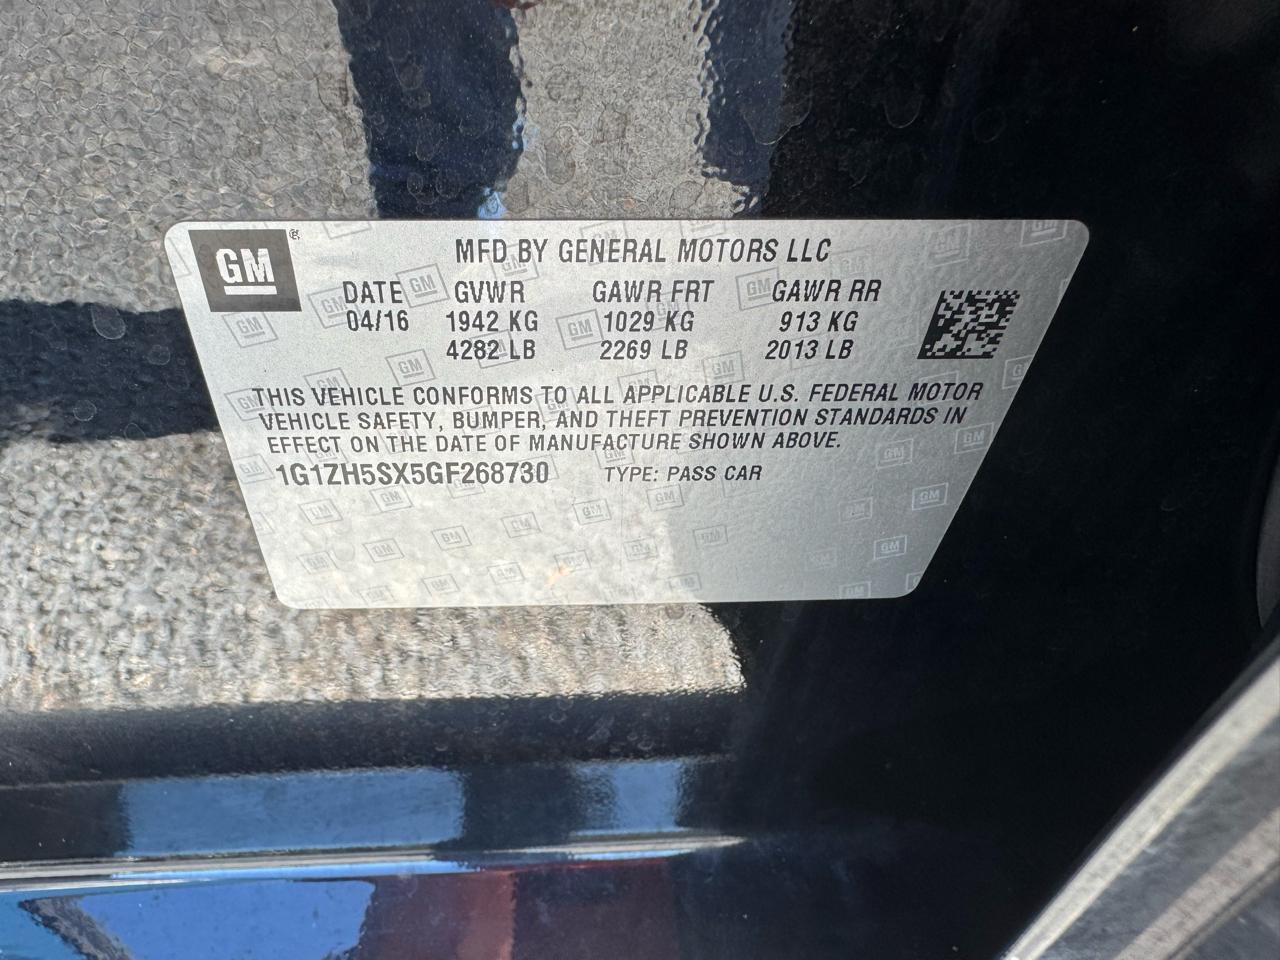 GM ®
MFD BY GENERAL MOTORS LLC
DATE GVWR GAWR FRT GAWR RR
04/16 1942 KG 1029 KG 913 KG
4282 LB 2269 LB 2013 LB
THIS VEHICLE CONFORMS TO ALL APPLICABLE U.S. FEDERAL MOTOR
VEHICLE SAFETY, BUMPER, AND THEFT PREVENTION STANDARDS IN
EFFECT ON THE DATE OF MANUFACTURE SHOWN ABOVE.
1G1ZH5SX5GF268730 TYPE: PASS CAR